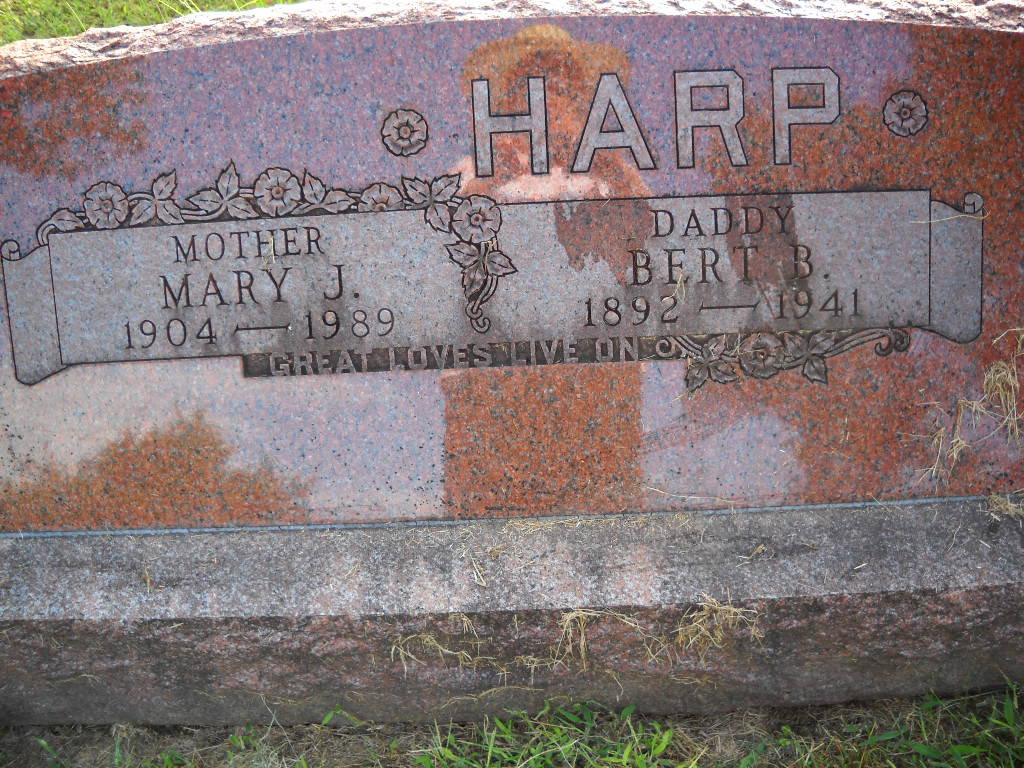 HARP
MOTHER
MARY J.
1904 — 1989
DADDY
BERT B.
1892 — 1941
GREAT LOVES LIVE ON